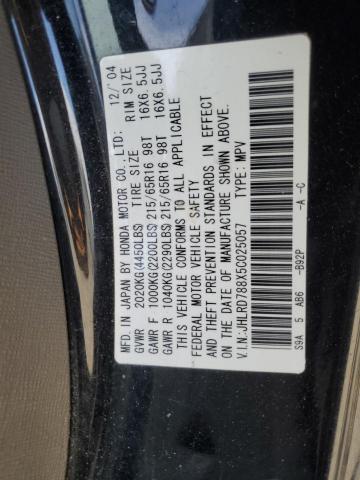 MFD. IN JAPAN BY HONDA MOTOR CO.,LTD: 12/'04
TIRE SIZE RIM SIZE
GVWR 2020KG(4450LBS)
GAWR F 1000KG(2200LBS)215/65R16 98T 16X6.5JJ
GAWR R 1040KG(2290LBS)215/65R16 98T 16X6.5JJ
THIS VEHICLE CONFORMS TO ALL APPLICABLE
FEDERAL MOTOR VEHICLE SAFETY
AND THEFT PREVENTION STANDARDS IN EFFECT
ON THE DATE OF MANUFACTURE SHOWN ABOVE.
V.I.N:JHLRD788X5C025057 TYPE: MPV
S9A 5 AB6 -B92P -A -C